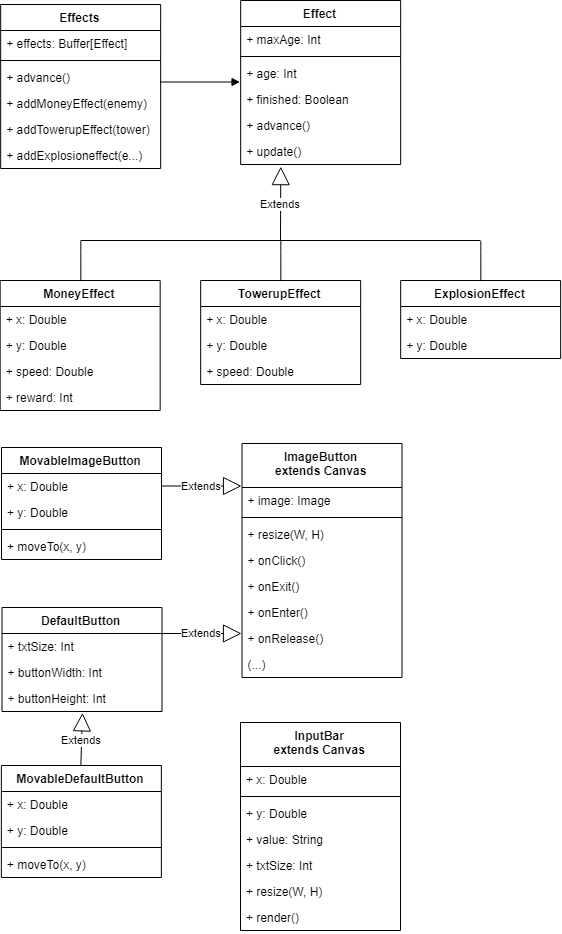 Effects
+ effects: Buffer[Effect]
+ advance()
+ addMoneyEffect(enemy)
+ addTowerupEffect(tower)
+ addExplosioneffect(e...)
Effect
+ maxAge: Int
+ age: Int
+ finished: Boolean
+ advance()
+ update()
Extends
MoneyEffect
+ x: Double
+ y: Double
+ speed: Double
+ reward: Int
TowerupEffect
+ x: Double
+ y: Double
+ speed: Double
ExplosionEffect
+ x: Double
+ y: Double
MovableImageButton
+ x: Double
+ y: Double
+ moveTo(x, y)
Extends
ImageButton
extends Canvas
+ image: Image
+ resize(W, H)
+ onClick()
+ onExit()
+ onEnter()
+ onRelease()
(...)
DefaultButton
+ txtSize: Int
+ buttonWidth: Int
+ buttonHeight: Int
Extends
Extends
MovableDefaultButton
+ x: Double
+ y: Double
+ moveTo(x, y)
InputBar
extends Canvas
+ x: Double
+ y: Double
+ value: String
+ txtSize: Int
+ resize(W, H)
+ render()